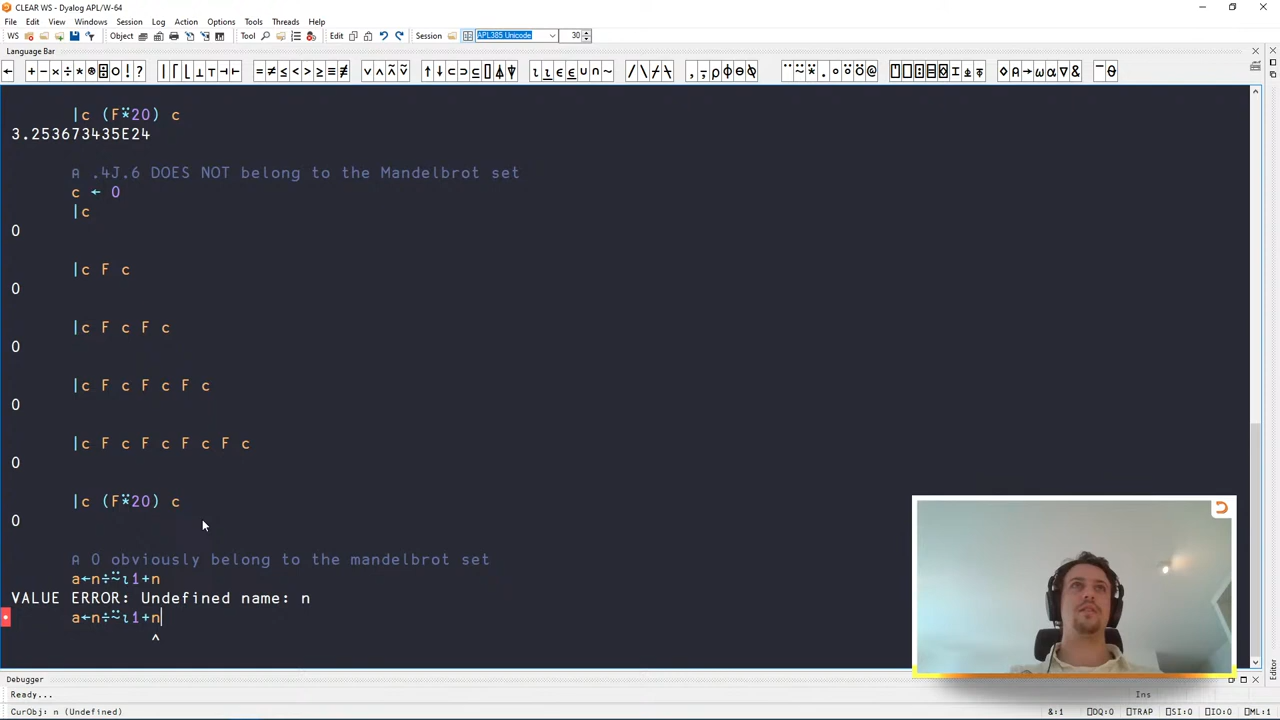 CLEAR WS - Dyalog APL/W-64
File Edit View Windows Session Log Action Options Tools Threads Help
WS Object Tool Edit Session APL385 Unicode 30
Language Bar
← +-×÷*⍟⌹○!? |⌈⌊⊥⊤⊣⊢ =≠≤<>≥≡≢ ∨∧⍲⍱ ↑↓⊂⊃⊆⌷⍋⍒ ⍳⍸∊⍷∪∩~ /\⌿⍀ ,⍪⍴⌽⊖⍉ ¨⍨⍣.∘⍤⍥@ ⍞⎕⍠⌸⌺⌶⍎⍕ ⋄⍝→⍵⍺∇& ¯⍬
|c (F⍣20) c
3.253673435E24
⍝ .4J.6 DOES NOT belong to the Mandelbrot set
c ← 0
|c
0
|c F c
0
|c F c F c
0
|c F c F c F c
0
|c F c F c F c F c
0
|c (F⍣20) c
0
⍝ 0 obviously belong to the mandelbrot set
a←n÷⍨⍳1+n
VALUE ERROR: Undefined name: n
a←n÷⍨⍳1+n
∧
Debugger
Ready...
Ins
CurObj: n (Undefined) &:1 ⎕DQ:0 ⎕TRAP ⎕SI:0 ⎕IO:0 ⎕ML:1
Editor